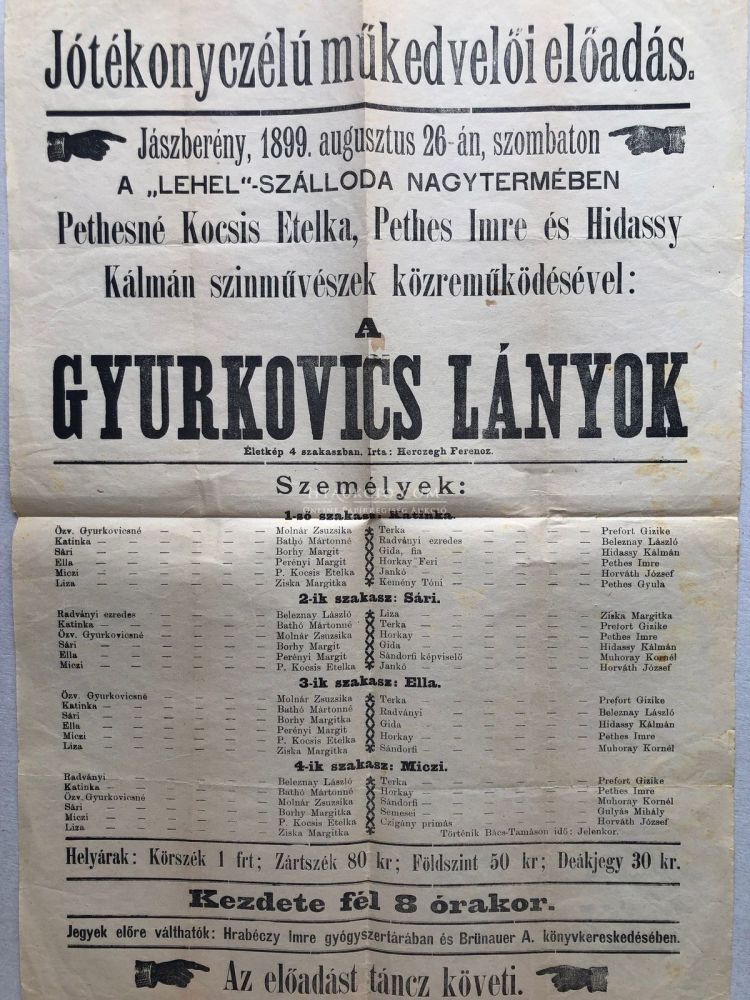 Jótékonyczélú műkedvelői előadás.
Jászberény, 1899. augusztus 26-án, szombaton
A „LEHEL"-SZÁLLODA NAGYTERMÉBEN
Pethesné Kocsis Etelka, Pethes Imre és Hidassy
Kálmán szinművészek közreműködésével:
A
GYURKOVICS LÁNYOK
Életkép 4 szakaszban. Irta: Herczegh Ferencz.
Személyek:
1-ső szakasz: Katinka.
Özv. Gyurkovicsné — Molnár Zsuzsika
Katinka — Bathó Mártonné
Sári — Borhy Margit
Ella — Perényi Margit
Miczi — P. Kocsis Etelka
Liza — Ziska Margitka
Terka — Prefort Gizike
Radványi ezredes — Beleznay László
Gida, fia — Hidassy Kálmán
Horkay Feri — Pethes Imre
Jankó — Horváth József
Kemény Tóni — Pethes Gyula
2-ik szakasz: Sári.
Radványi ezredes — Beleznay László
Katinka — Bathó Mártonné
Özv. Gyurkovicsné — Molnár Zsuzsika
Sári — Borhy Margit
Ella — Perényi Margit
Miczi — P. Kocsis Etelka
Liza — Ziska Margitka
Terka — Prefort Gizike
Horkay — Pethes Imre
Gida — Hidassy Kálmán
Sándorfi képviselő — Muhoray Kornél
Jankó — Horváth József
3-ik szakasz: Ella.
Özv. Gyurkovicsné — Molnár Zsuzsika
Katinka — Bathó Mártonné
Sári — Borhy Margitka
Ella — Perényi Margit
Miczi — P. Kocsis Etelka
Liza — Ziska Margitka
Terka — Prefort Gizike
Radványi — Beleznay László
Gida — Hidassy Kálmán
Horkay — Pethes Imre
Sándorfi — Muhoray Kornél
4-ik szakasz: Miczi.
Radványi — Beleznay László
Katinka — Bathó Mártonné
Özv. Gyurkovicsné — Molnár Zsuzsika
Sári — Borhy Margitka
Miczi — P. Kocsis Etelka
Liza — Ziska Margitka
Terka — Prefort Gizike
Horkay — Pethes Imre
Sándorfi — Muhoray Kornél
Semesei — Gulyás Mihály
Czigány primás — Horváth József
Történik Bács-Tamáson idő: Jelenkor.
Helyárak: Körszék 1 frt; Zártszék 80 kr; Földszint 50 kr; Deákjegy 30 kr.
Kezdete fél 8 órakor.
Jegyek előre válthatók: Hrabéczy Imre gyógyszertárában és Brünauer A. könyvkereskedésében.
Az előadást táncz követi.